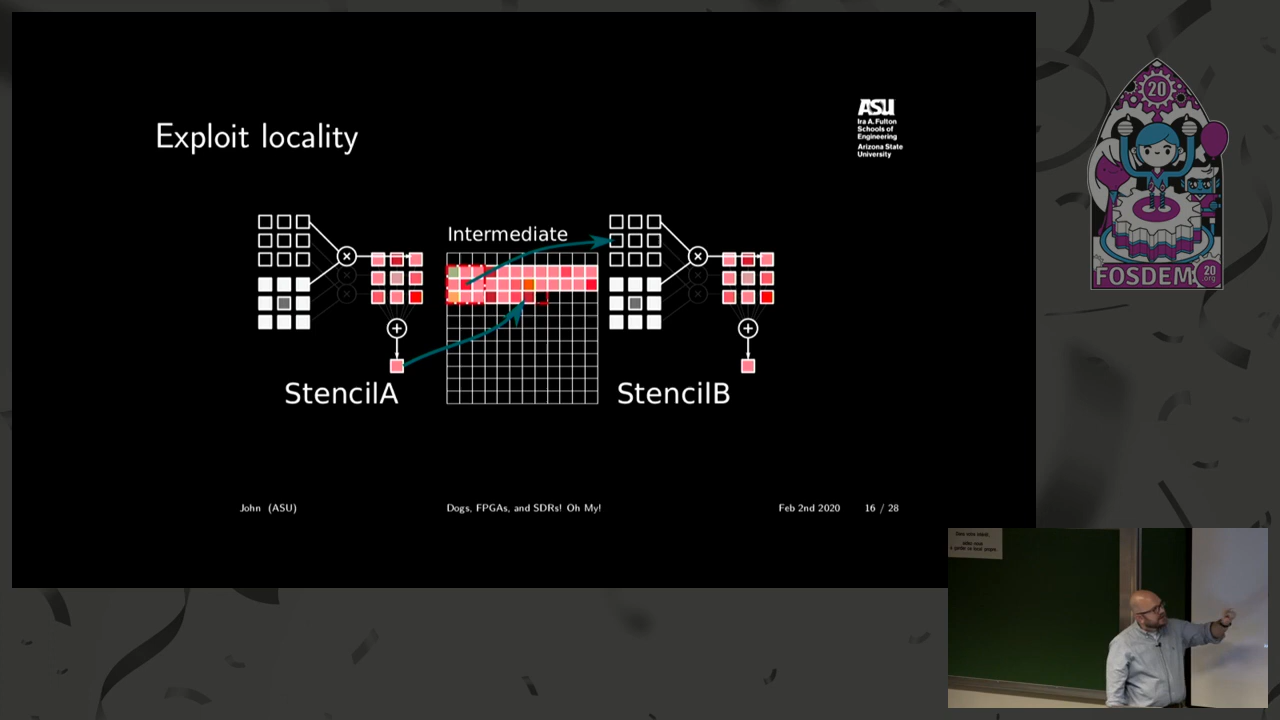 Exploit locality
ASU
Ira A. Fulton
Schools of
Engineering
Arizona State
University
Intermediate
StencilA
StencilB
John (ASU)
Dogs, FPGAs, and SDRs! Oh My!
Feb 2nd 2020
16 / 28
20
FOSDEM
20
.org